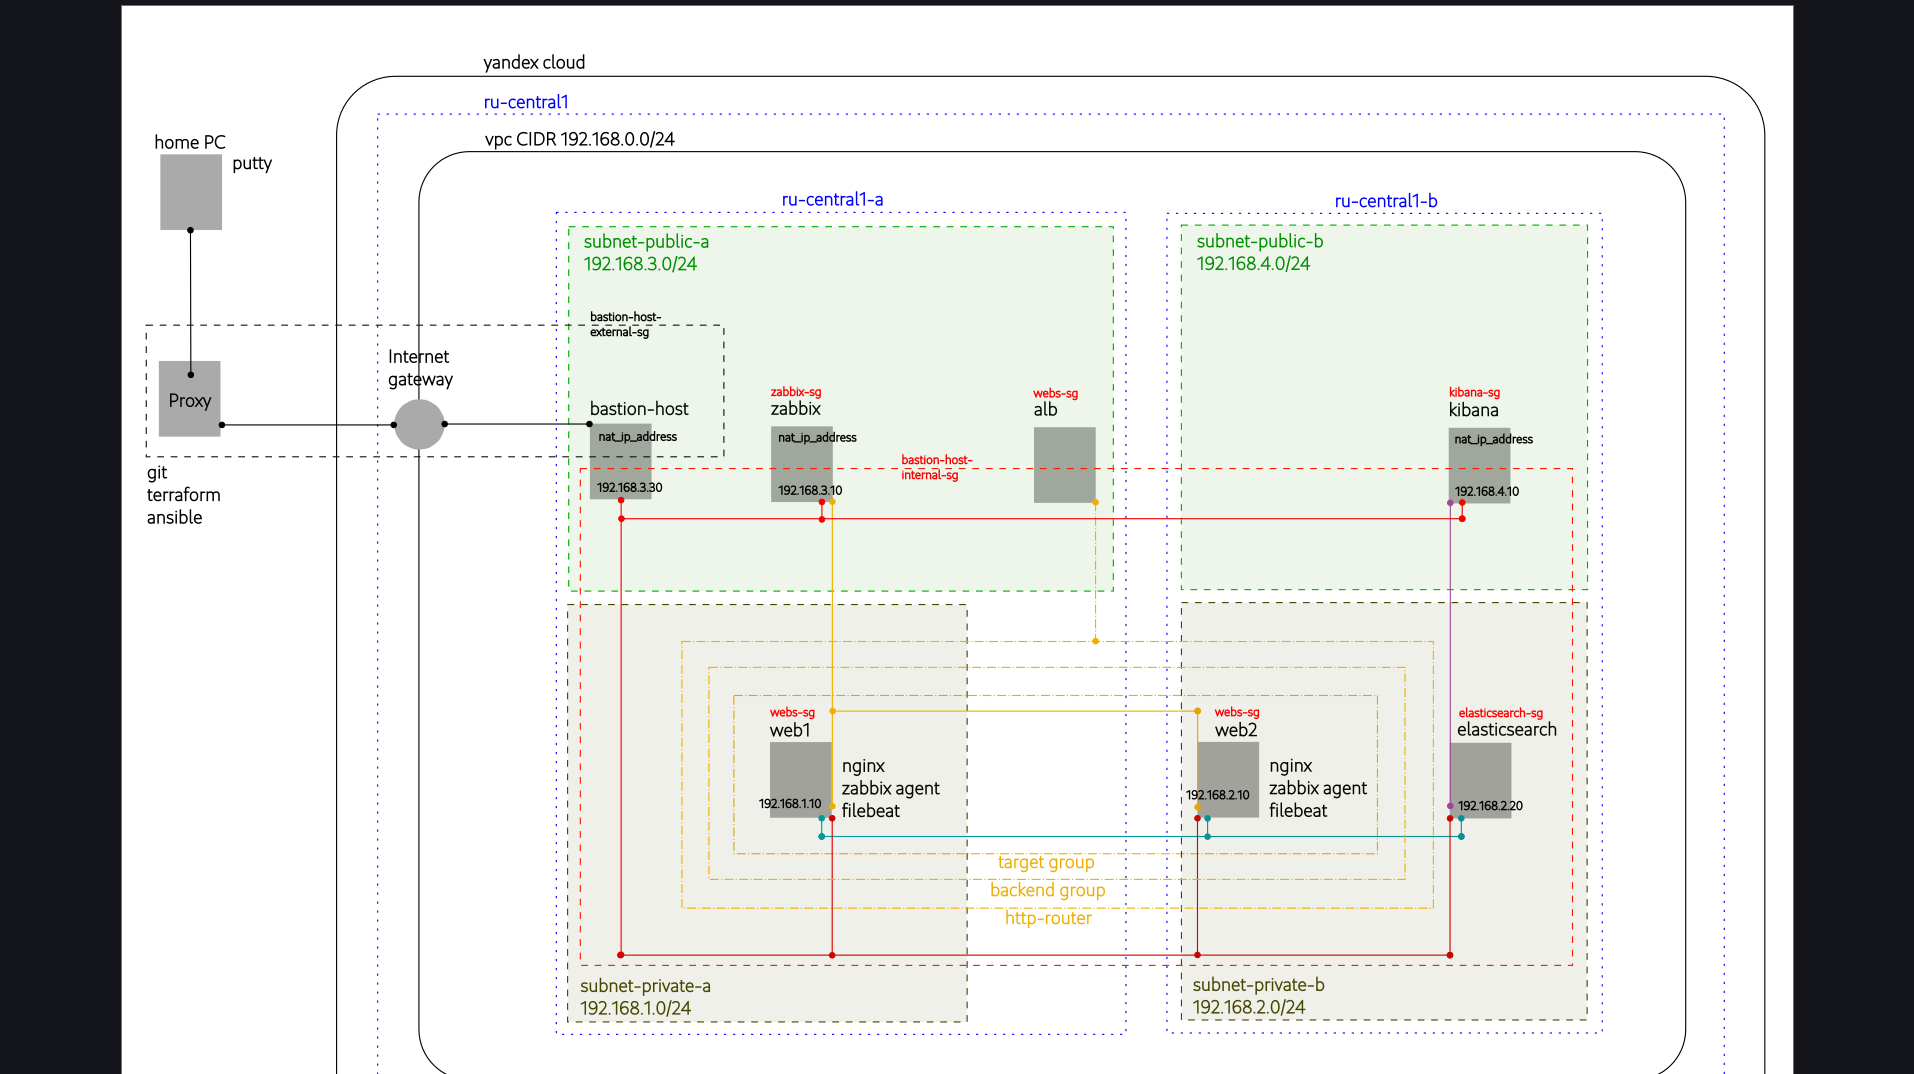 yandex cloud
ru-central1
vpc CIDR 192.168.0.0/24
home PC
putty
Proxy
git
terraform
ansible
Internet
gateway
ru-central1-a
subnet-public-a
192.168.3.0/24
bastion-host-
external-sg
bastion-host
nat_ip_address
192.168.3.30
zabbix-sg
zabbix
nat_ip_address
192.168.3.10
bastion-host-
internal-sg
webs-sg
alb
ru-central1-b
subnet-public-b
192.168.4.0/24
kibana-sg
kibana
nat_ip_address
192.168.4.10
webs-sg
web1
192.168.1.10
nginx
zabbix agent
filebeat
webs-sg
web2
192.168.2.10
nginx
zabbix agent
filebeat
elasticsearch-sg
elasticsearch
192.168.2.20
target group
backend group
http-router
subnet-private-a
192.168.1.0/24
subnet-private-b
192.168.2.0/24